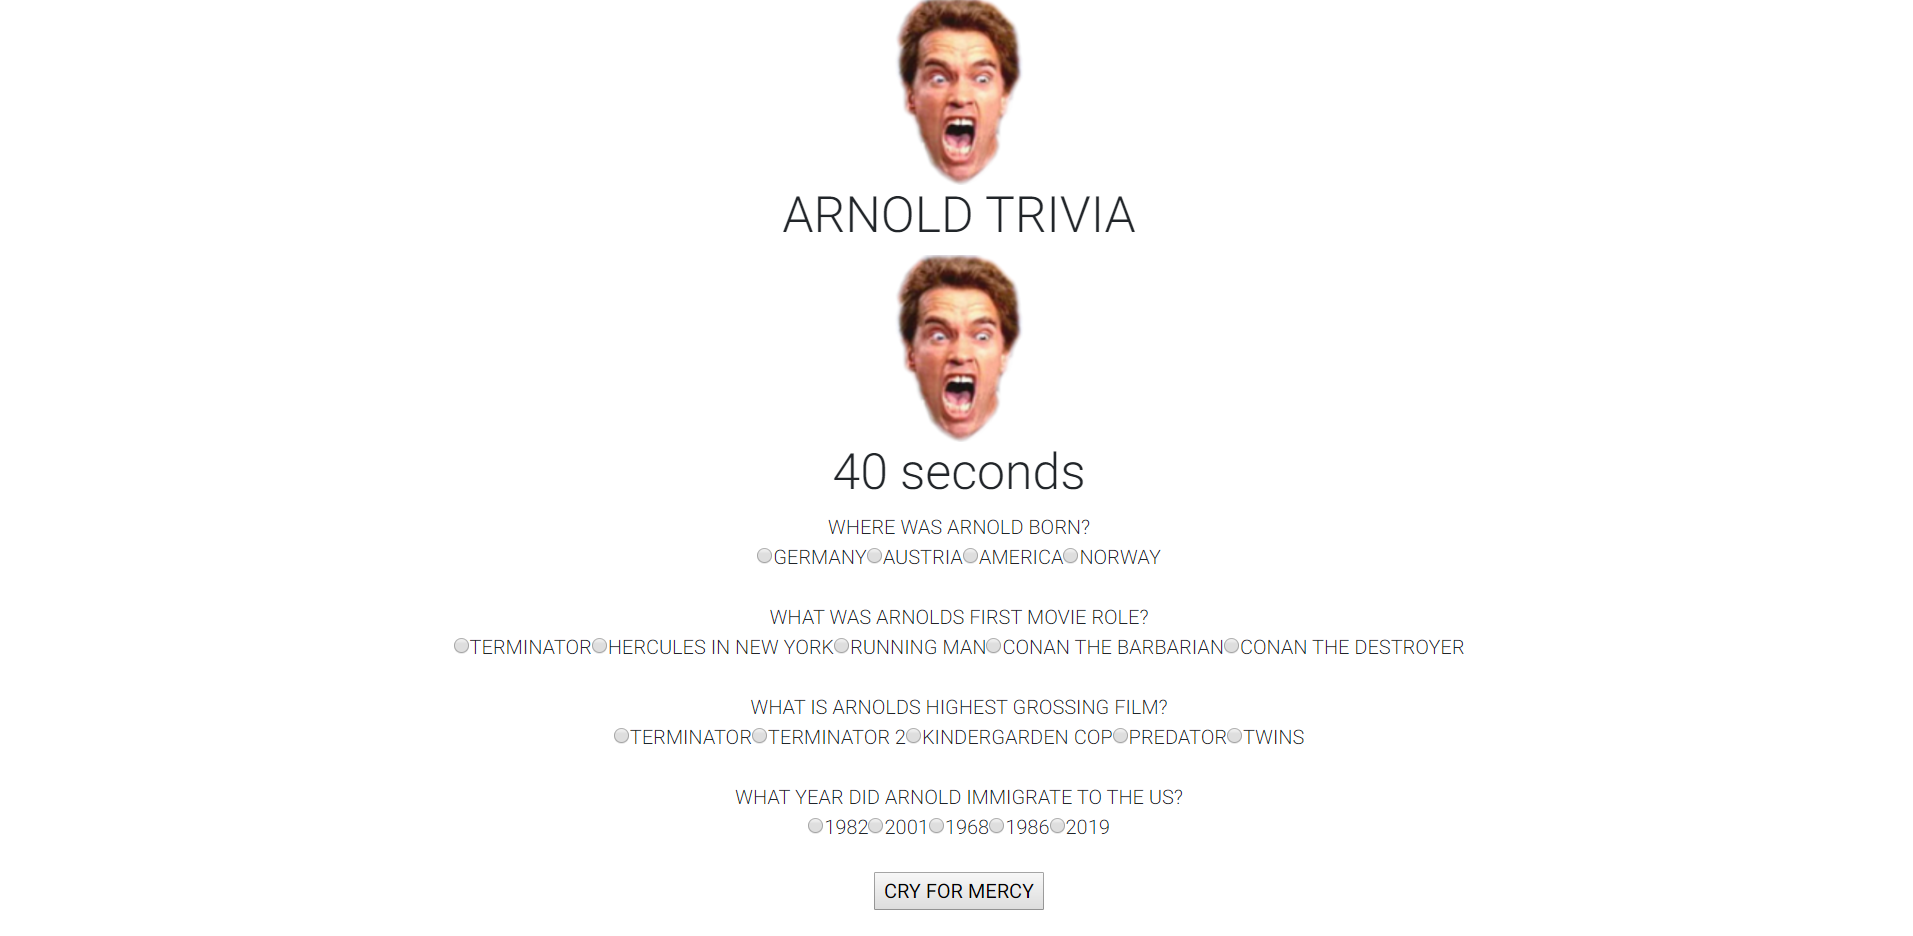 ARNOLD TRIVIA
40 seconds
WHERE WAS ARNOLD BORN?
GERMANY AUSTRIA AMERICA NORWAY
WHAT WAS ARNOLDS FIRST MOVIE ROLE?
TERMINATOR HERCULES IN NEW YORK RUNNING MAN CONAN THE BARBARIAN CONAN THE DESTROYER
WHAT IS ARNOLDS HIGHEST GROSSING FILM?
TERMINATOR TERMINATOR 2 KINDERGARDEN COP PREDATOR TWINS
WHAT YEAR DID ARNOLD IMMIGRATE TO THE US?
1982 2001 1968 1986 2019
CRY FOR MERCY